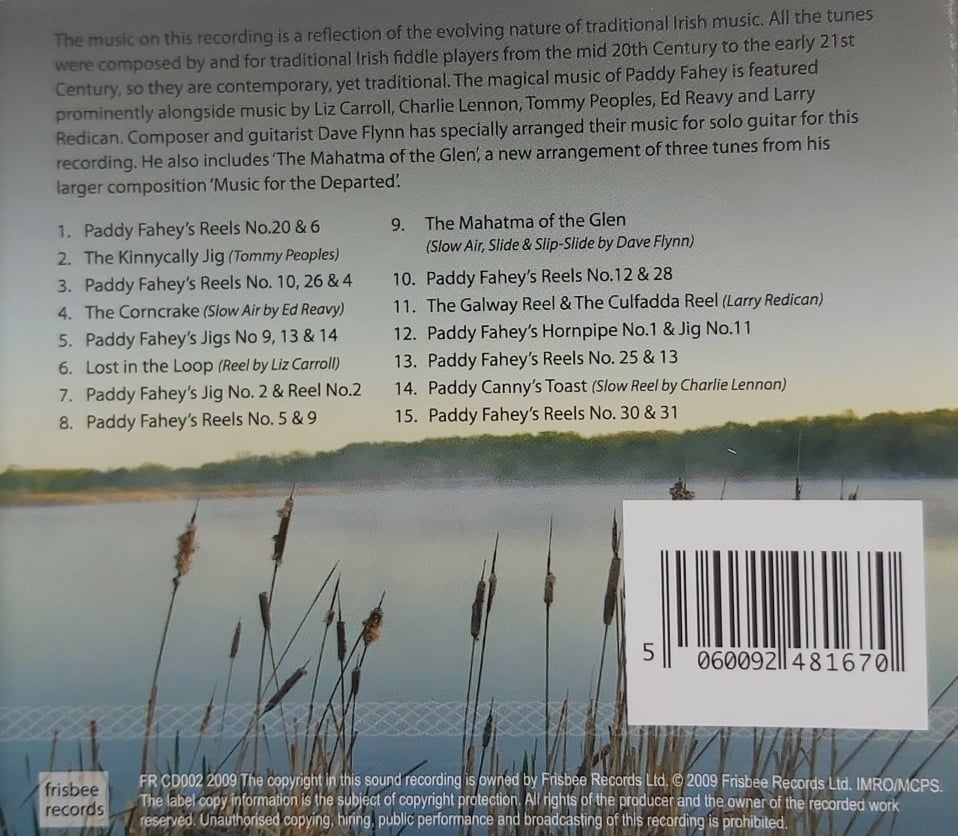 The music on this recording is a reflection of the evolving nature of traditional Irish music. All the tunes
were composed by and for traditional Irish fiddle players from the mid 20th Century to the early 21st
Century, so they are contemporary, yet traditional. The magical music of Paddy Fahey is featured
prominently alongside music by Liz Carroll, Charlie Lennon, Tommy Peoples, Ed Reavy and Larry
Redican. Composer and guitarist Dave Flynn has specially arranged their music for solo guitar for this
recording. He also includes ‘The Mahatma of the Glen’, a new arrangement of three tunes from his
larger composition ‘Music for the Departed’.
1. Paddy Fahey’s Reels No.20 & 6
2. The Kinnycally Jig (Tommy Peoples)
3. Paddy Fahey’s Reels No. 10, 26 & 4
4. The Corncrake (Slow Air by Ed Reavy)
5. Paddy Fahey’s Jigs No 9, 13 & 14
6. Lost in the Loop (Reel by Liz Carroll)
7. Paddy Fahey’s Jig No. 2 & Reel No.2
8. Paddy Fahey’s Reels No. 5 & 9
9. The Mahatma of the Glen
(Slow Air, Slide & Slip-Slide by Dave Flynn)
10. Paddy Fahey’s Reels No.12 & 28
11. The Galway Reel & The Culfadda Reel (Larry Redican)
12. Paddy Fahey’s Hornpipe No.1 & Jig No.11
13. Paddy Fahey’s Reels No. 25 & 13
14. Paddy Canny’s Toast (Slow Reel by Charlie Lennon)
15. Paddy Fahey’s Reels No. 30 & 31
5 060092 481670
frisbee
records
FR CD002 2009 The copyright in this sound recording is owned by Frisbee Records Ltd. © 2009 Frisbee Records Ltd. IMRO/MCPS.
The label copy information is the subject of copyright protection. All rights of the producer and the owner of the recorded work
reserved. Unauthorised copying, hiring, public performance and broadcasting of this recording is prohibited.